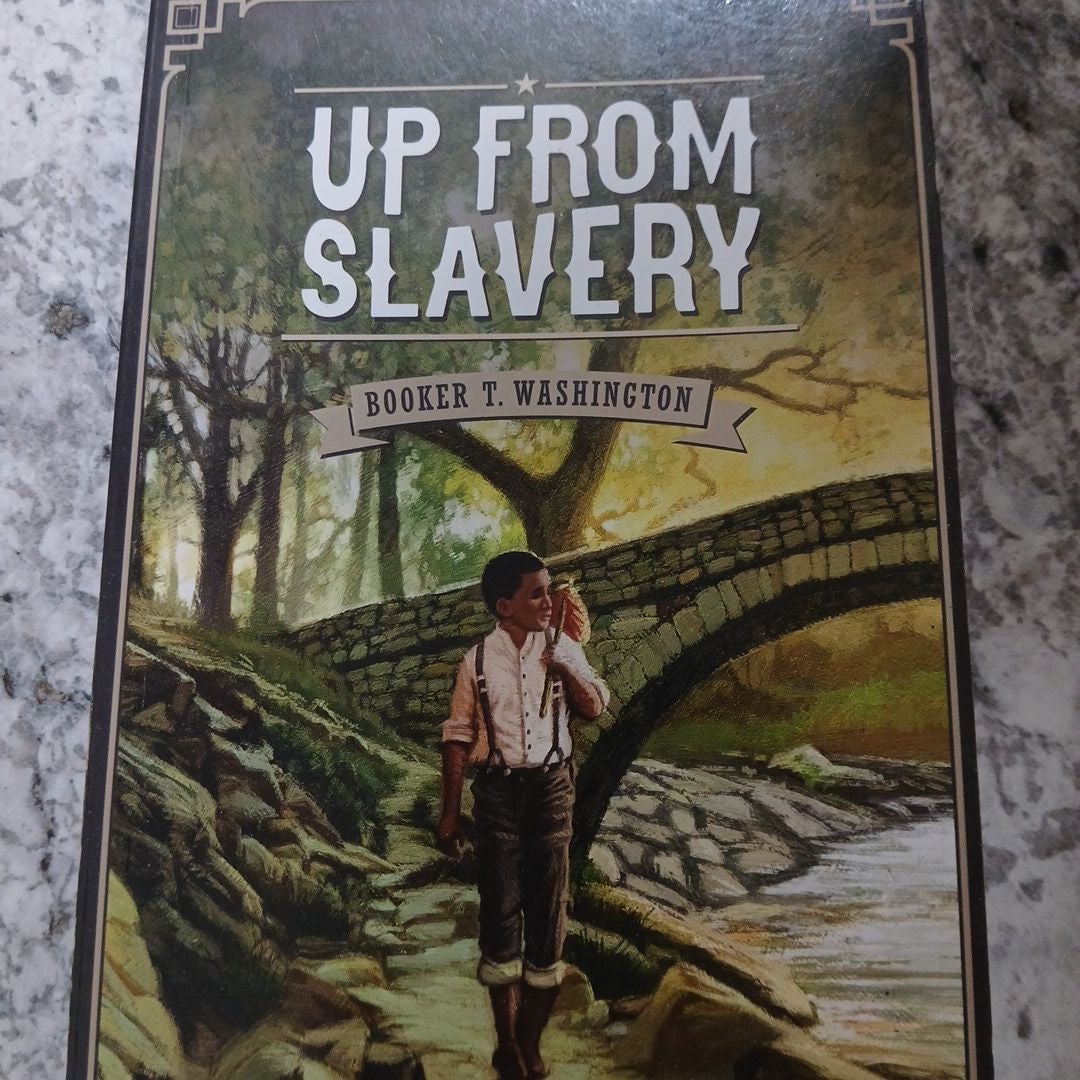 UP FROM
SLAVERY
BOOKER T. WASHINGTON